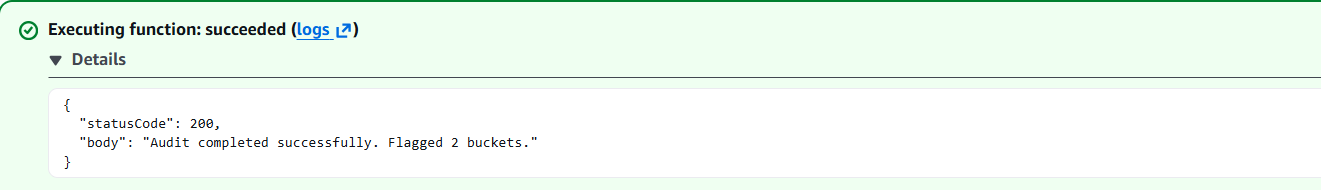 Executing function: succeeded (logs)
Details
{
  "statusCode": 200,
  "body": "Audit completed successfully. Flagged 2 buckets."
}